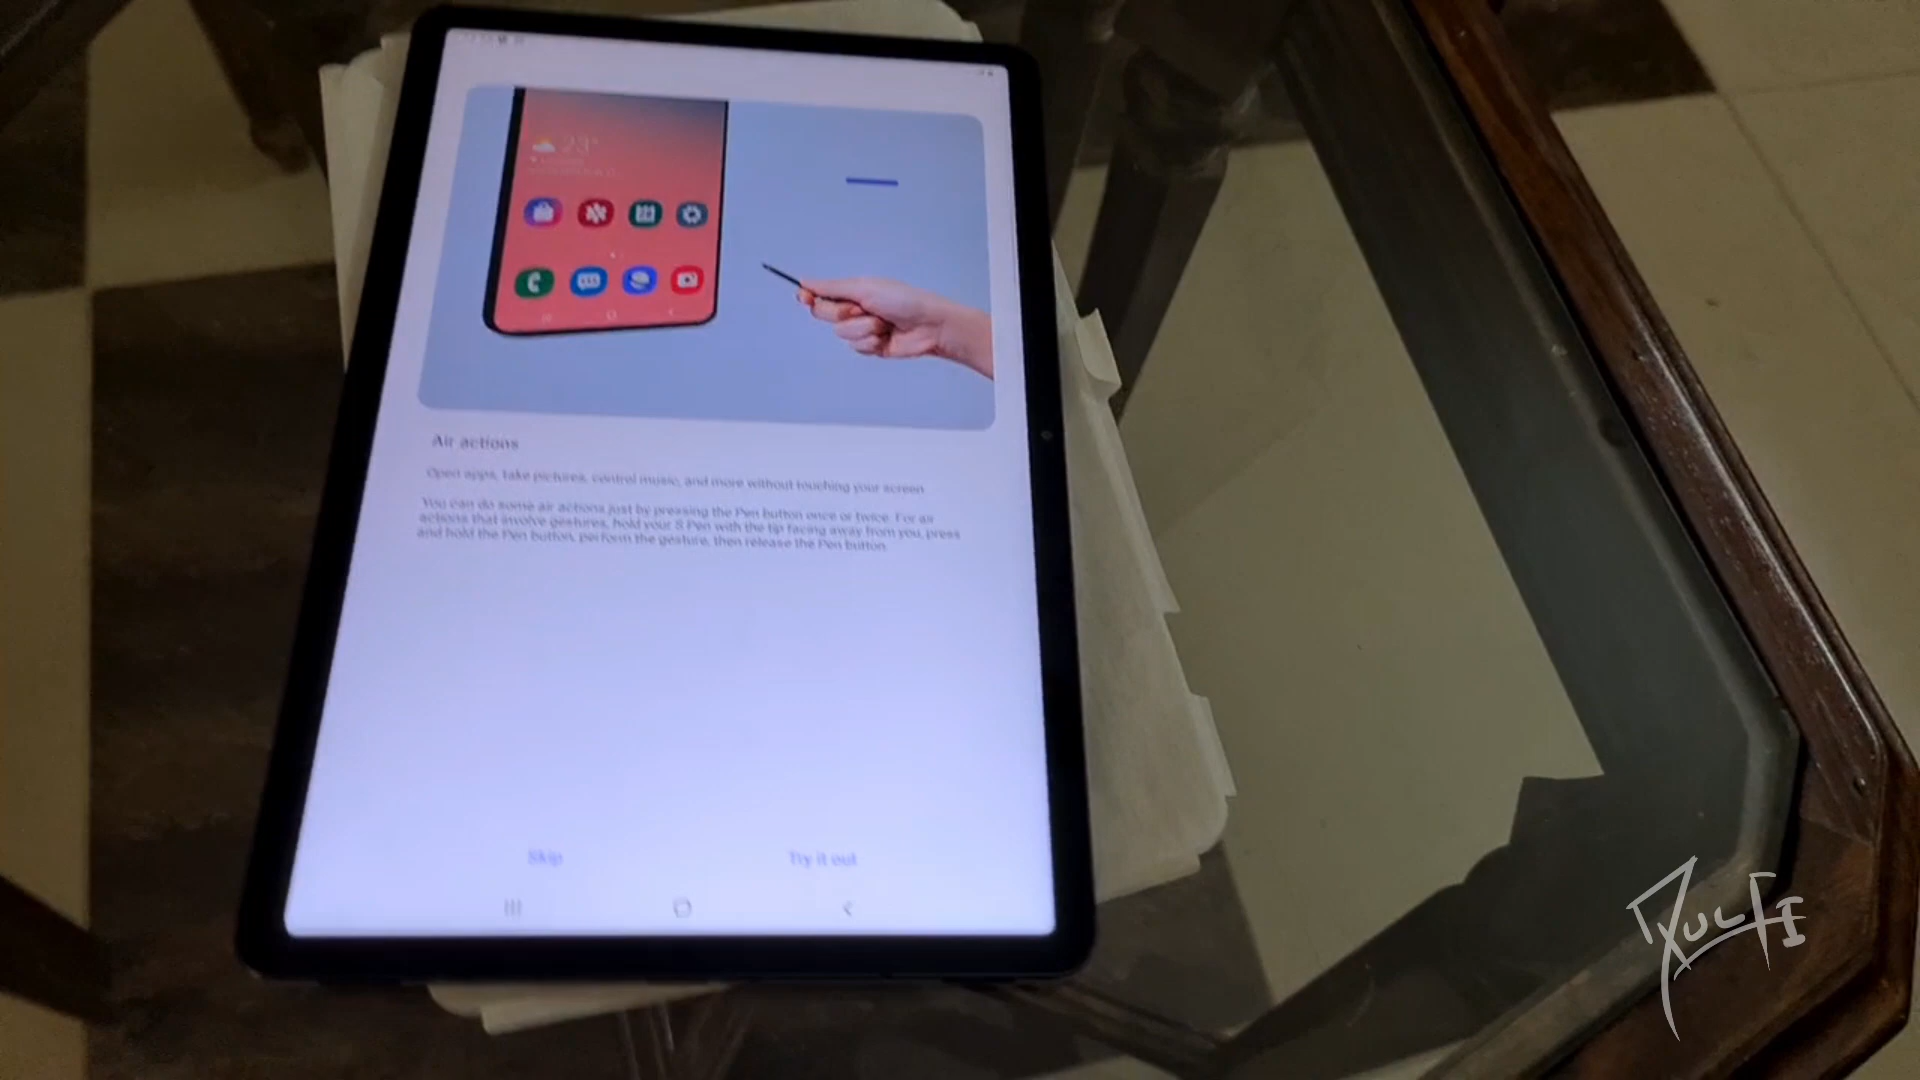 23°
Air actions
Open apps, take pictures, control music, and more without touching your screen.
You can do some air actions just by pressing the Pen button once or twice. For air
actions that involve gestures, hold your S Pen with the tip facing away from you, press
and hold the Pen button, perform the gesture, then release the Pen button.
Skip
Try it out